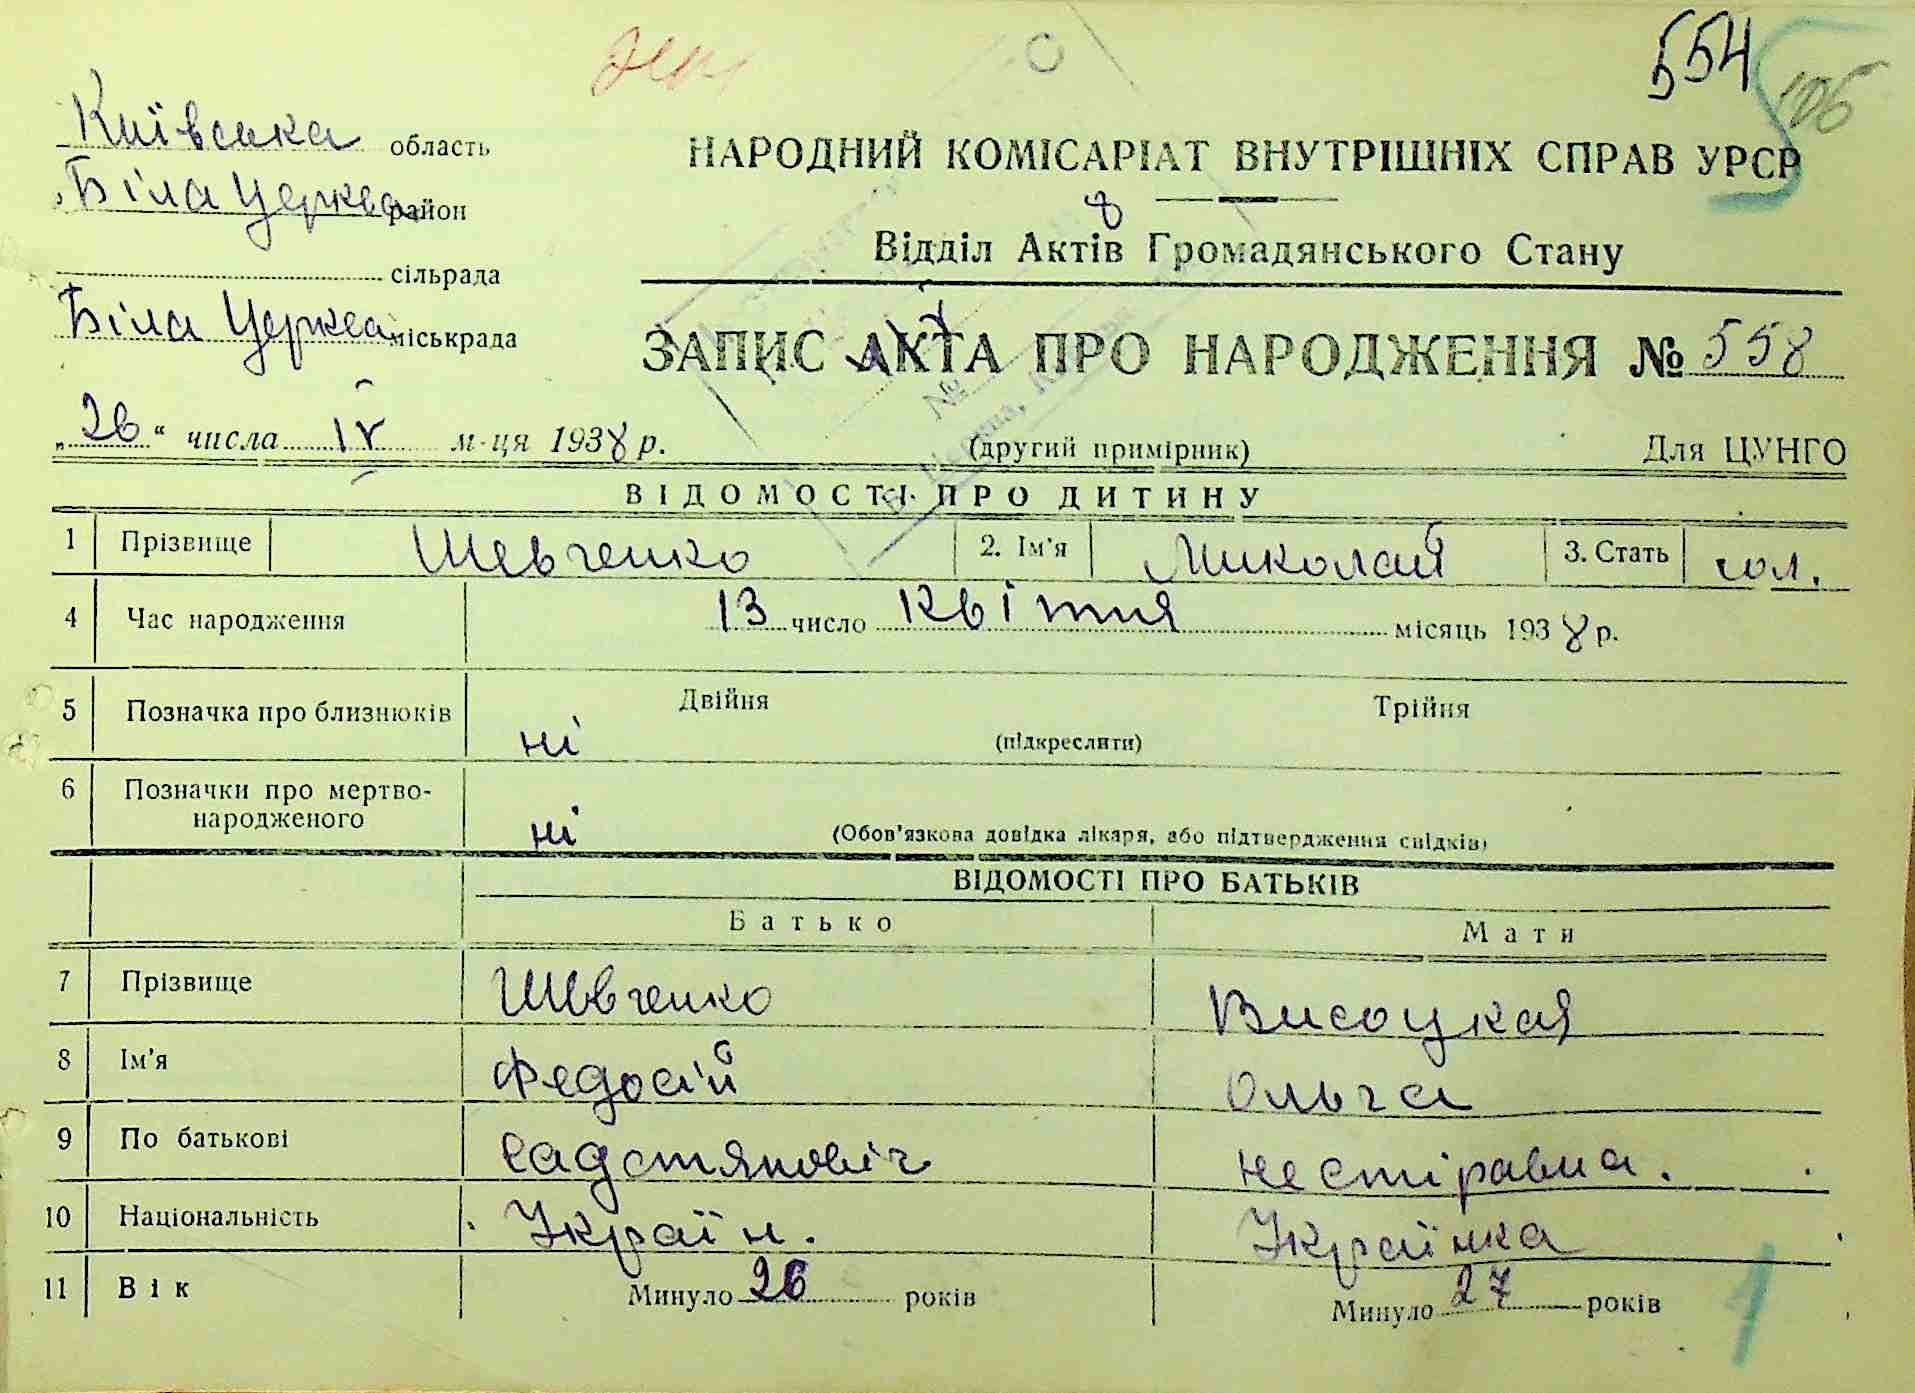 554
105
Київська область
НАРОДНИЙ КОМІСАРІАТ ВНУТРІШНІХ СПРАВ УРСР
Біла Церква район
Відділ Актів Громадянського Стану
сільрада
Біла Церква міськрада
ЗАПИС АКТА ПРО НАРОДЖЕННЯ № 558
„26“ числа IV м-ця 1938 р. (другий примірник) Для ЦУНГО
ВІДОМОСТІ ПРО ДИТИНУ
1 Прізвище Шевченко 2. Ім'я Миколай 3. Стать чол.
4 Час народження 13 число Квітня місяць 1938 р.
5 Позначка про близнюків ні Двійня Трійня
(підкреслити)
6 Позначки про мертво-
народженого ні (Обов'язкова довідка лікаря, або підтвердження свідків)
ВІДОМОСТІ ПРО БАТЬКІВ
Батько Мати
7 Прізвище Шевченко Висоцкая
8 Ім'я Федосій Ольга
9 По батькові Нестіравна.
10 Національність Україн. Українка
11 Вік Минуло 26 років Минуло 27 років
1